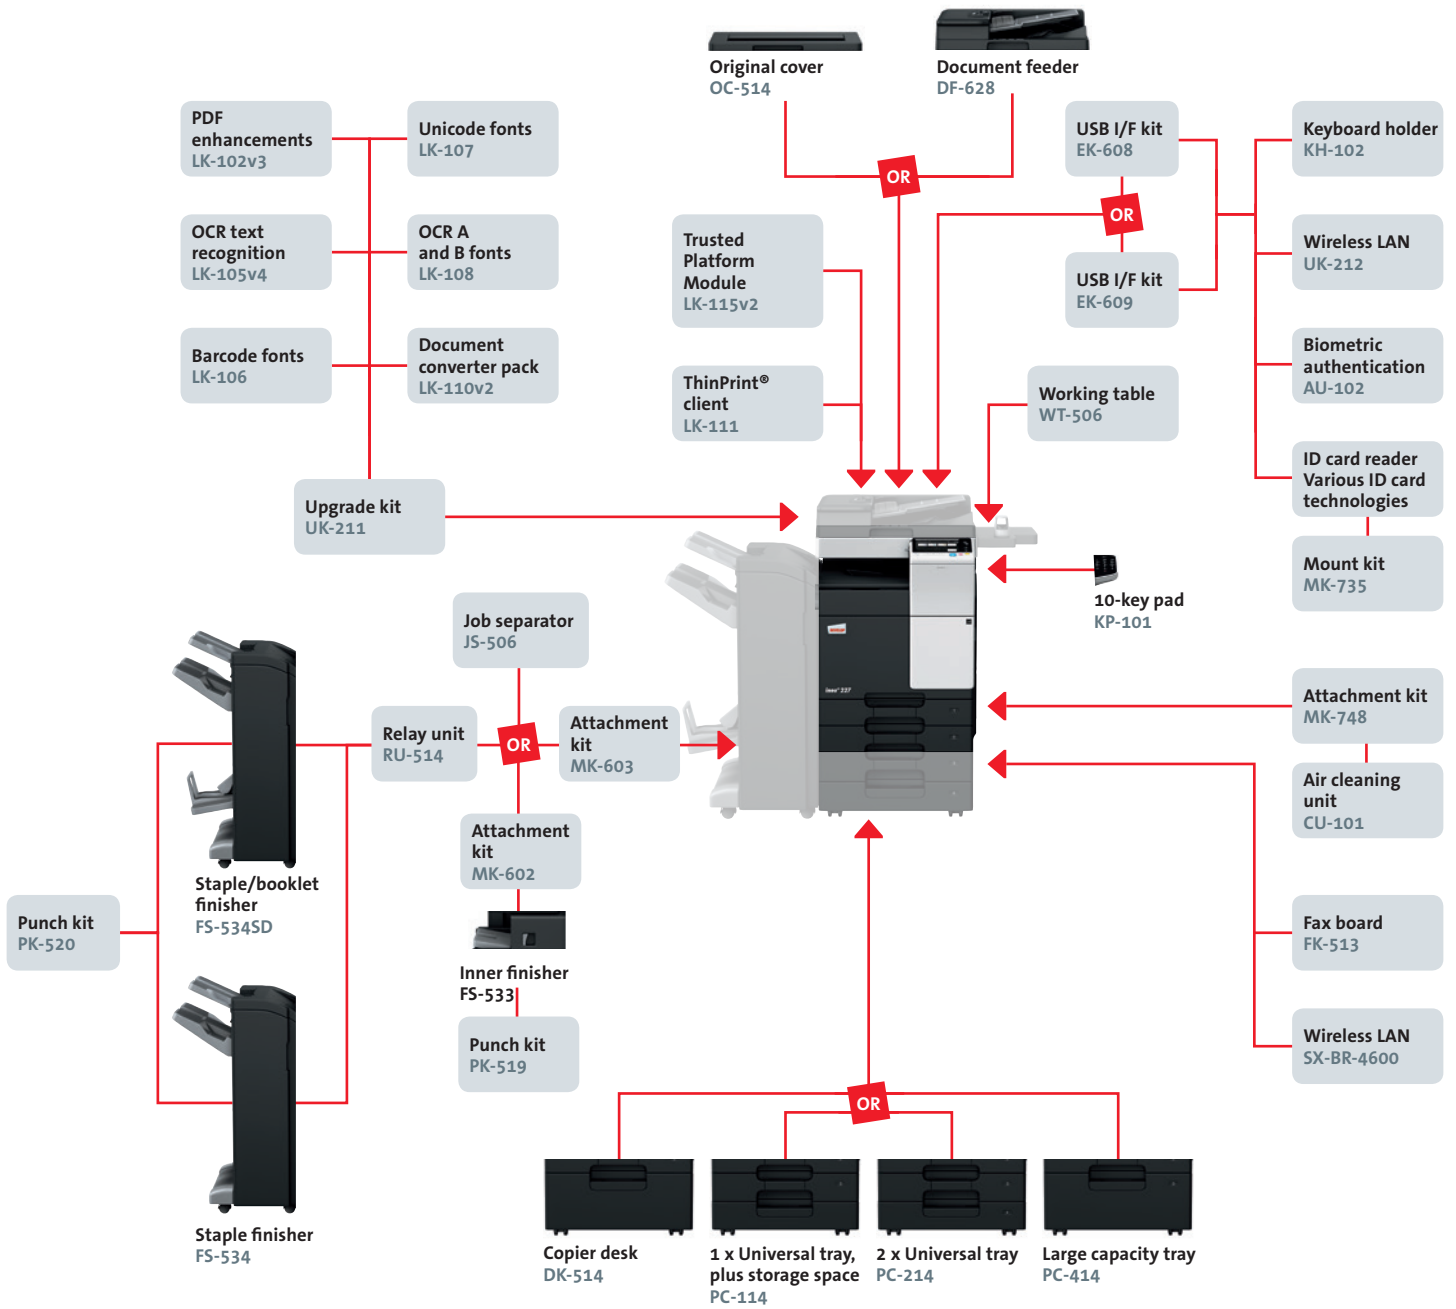 Original cover
OC-514
Document feeder
DF-628
PDF
enhancements
LK-102v3
Unicode fonts
LK-107
USB I/F kit
EK-608
Keyboard holder
KH-102
OR
OR
OCR text
recognition
LK-105v4
OCR A
and B fonts
LK-108
Trusted
Platform
Module
LK-115v2
Wireless LAN
UK-212
USB I/F kit
EK-609
Barcode fonts
LK-106
Document
converter pack
LK-110v2
ThinPrint®
client
LK-111
Working table
WT-506
Biometric
authentication
AU-102
ID card reader
Various ID card
technologies
Upgrade kit
UK-211
Mount kit
MK-735
10-key pad
KP-101
Job separator
JS-506
ineo+ 227
Relay unit
RU-514
OR
Attachment
kit
MK-603
Attachment kit
MK-748
Air cleaning
unit
CU-101
Attachment
kit
MK-602
Staple/booklet
finisher
FS-534SD
Punch kit
PK-520
Fax board
FK-513
Inner finisher
FS-533
Punch kit
PK-519
Wireless LAN
SX-BR-4600
OR
Staple finisher
FS-534
Copier desk
DK-514
1 x Universal tray,
plus storage space
PC-114
2 x Universal tray
PC-214
Large capacity tray
PC-414